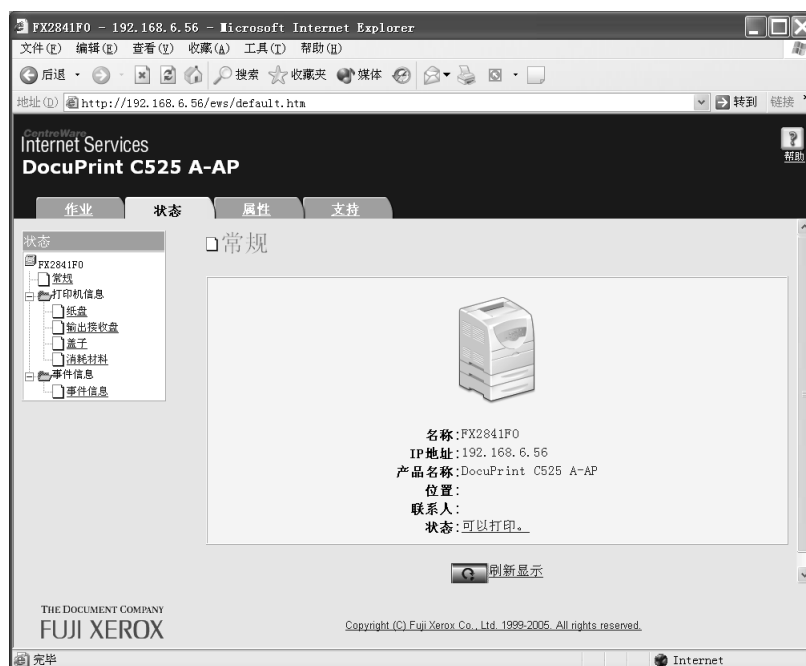 FX2841F0 - 192.168.6.56 - Microsoft Internet Explorer
文件(F) 编辑(E) 查看(V) 收藏(A) 工具(T) 帮助(H)
后退 搜索 收藏夹 媒体
地址(D) http://192.168.6.56/ews/default.htm 转到 链接
CentreWare
Internet Services
DocuPrint C525 A-AP
帮助
作业 状态 属性 支持
状态
FX2841F0
常规
打印机信息
纸盘
输出接收盘
盖子
消耗材料
事件信息
事件信息
常规
名称:FX2841F0
IP地址:192.168.6.56
产品名称:DocuPrint C525 A-AP
位置:
联系人:
状态:可以打印。
刷新显示
THE DOCUMENT COMPANY
FUJI XEROX
Copyright (C) Fuji Xerox Co., Ltd. 1999-2005. All rights reserved.
完毕 Internet